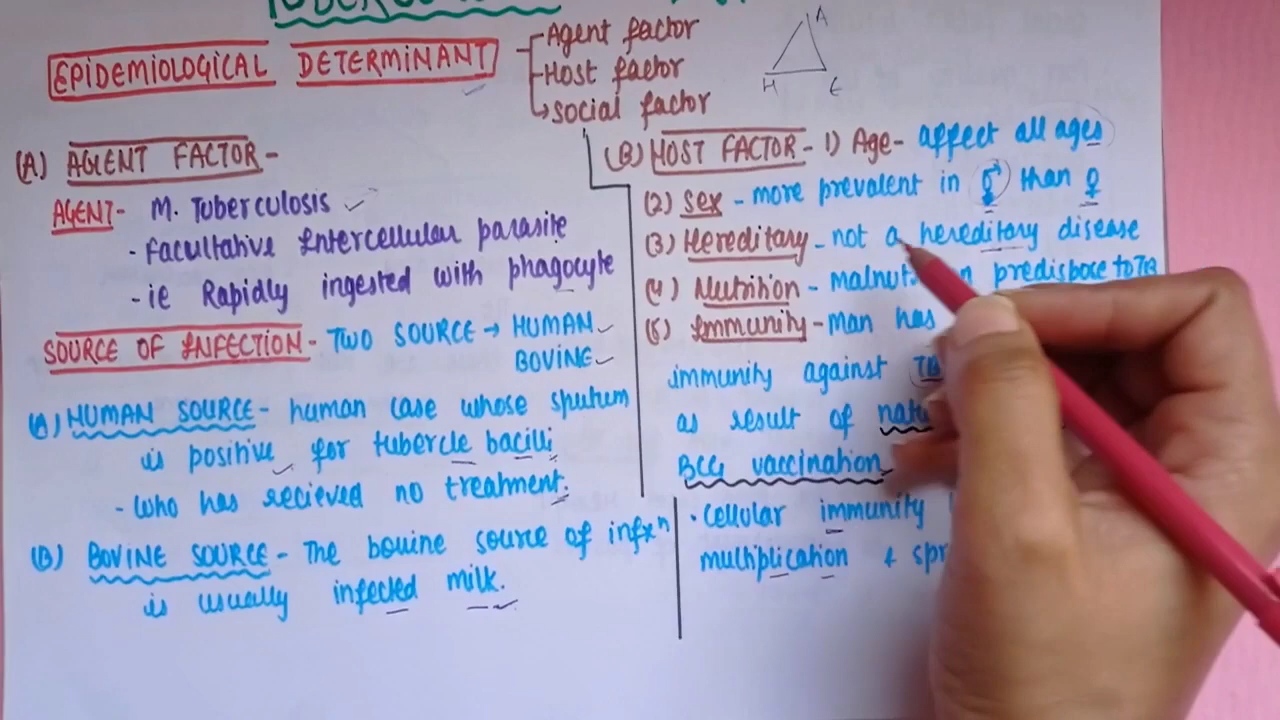 EPIDEMIOLOGICAL DETERMINANT
Agent factor
Host factor
Social factor
A
H E
(A) AGENT FACTOR -
AGENT - M. Tuberculosis
- facultative Intercellular parasite
- ie Rapidly ingested with phagocyte
SOURCE OF INFECTION - TWO SOURCE → HUMAN
BOVINE
(A) HUMAN SOURCE - human case whose sputum
is positive for tubercle bacilli
- who has recieved no treatment.
(B) BOVINE SOURCE - The bovine source of infxⁿ
is usually infected milk.
(B) HOST FACTOR - 1) Age - affect all ages
(2) Sex - more prevalent in ♂ than ♀
(3) Hereditary - not a hereditary disease
(4) Nutrition - predispose to TB
(5) Immunity - man has
immunity against TB
as result of
BCG vaccination
· Cellular immunity
multiplication +